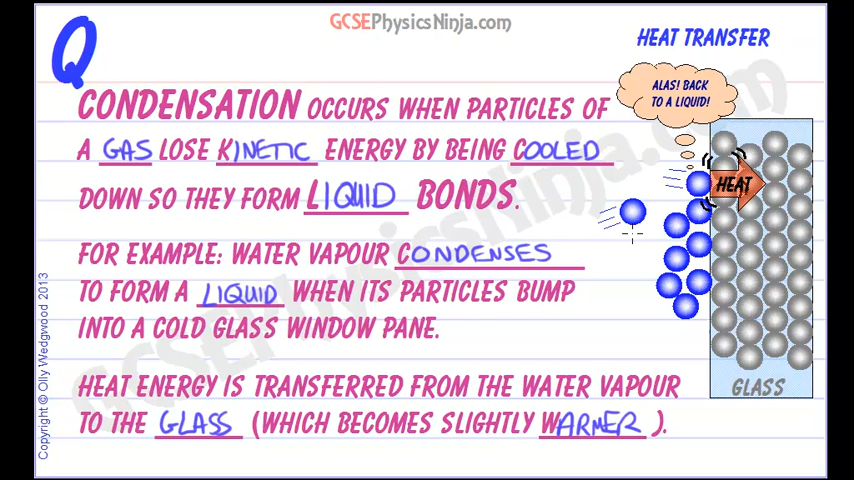 GCSEPhysicsNinja.com
Q
HEAT TRANSFER
CONDENSATION OCCURS WHEN PARTICLES OF
A GAS LOSE KINETIC ENERGY BY BEING COOLED
DOWN SO THEY FORM LIQUID BONDS.
FOR EXAMPLE: WATER VAPOUR CONDENSES
TO FORM A LIQUID WHEN ITS PARTICLES BUMP
INTO A COLD GLASS WINDOW PANE.
HEAT ENERGY IS TRANSFERRED FROM THE WATER VAPOUR
TO THE GLASS (WHICH BECOMES SLIGHTLY WARMER).
ALAS! BACK
TO A LIQUID!
HEAT
GLASS
Copyright © Olly Wedgwood 2013
GCSEPhysicsNinja.com